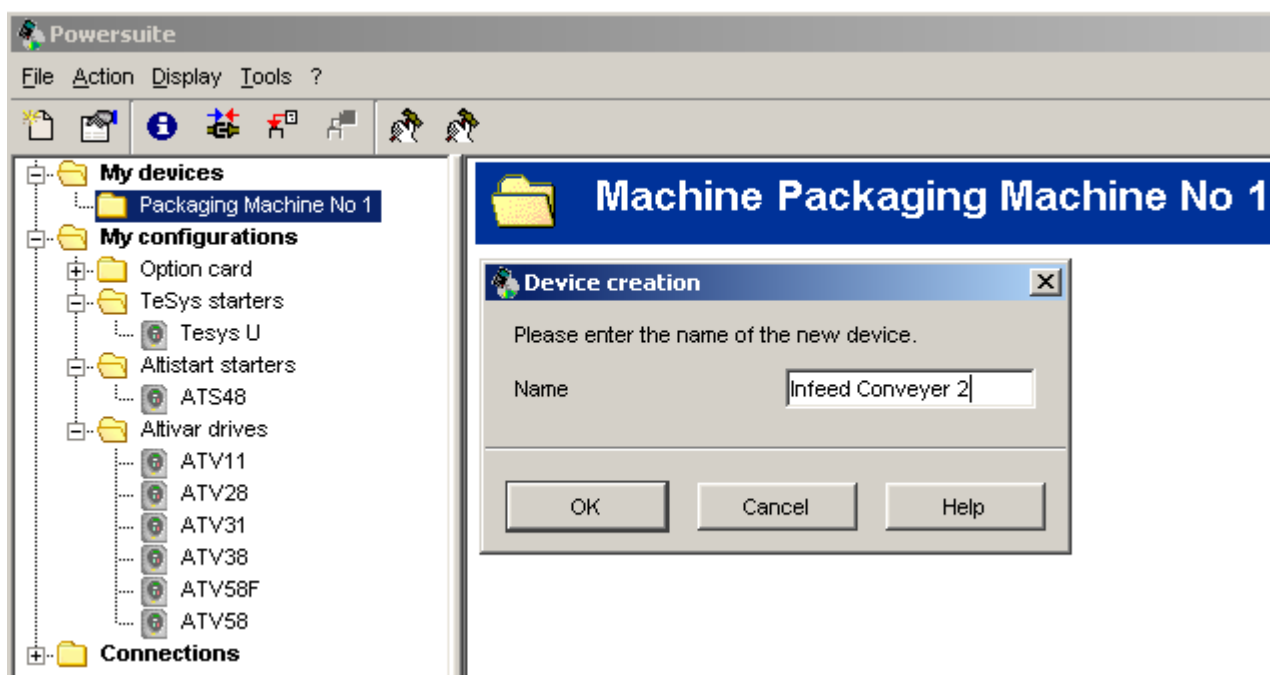 Powersuite
File Action Display Tools ?
My devices
Packaging Machine No 1
My configurations
Option card
TeSys starters
Tesys U
Altistart starters
ATS48
Altivar drives
ATV11
ATV28
ATV31
ATV38
ATV58F
ATV58
Connections
Machine Packaging Machine No 1
Device creation
Please enter the name of the new device.
Name Infeed Conveyer 2
OK Cancel Help